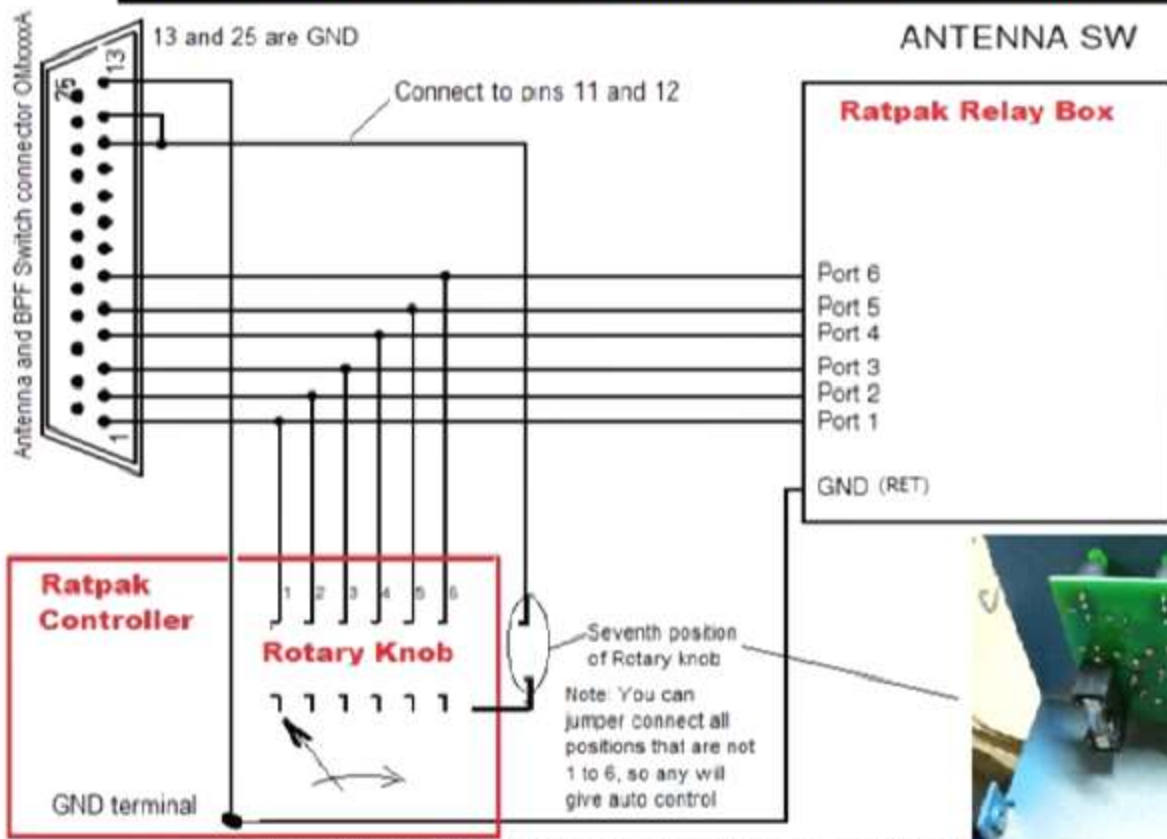 13 and 25 are GND
ANTENNA SW
Antenna and BPF Switch connector OMxxxxA
25
13
1
Connect to pins 11 and 12
Ratpak Relay Box
Port 6
Port 5
Port 4
Port 3
Port 2
Port 1
GND (RET)
Ratpak
Controller
1 2 3 4 5 6
Rotary Knob
Seventh position
of Rotary knob
Note: You can
jumper connect all
positions that are not
1 to 6, so any will
give auto control
GND terminal